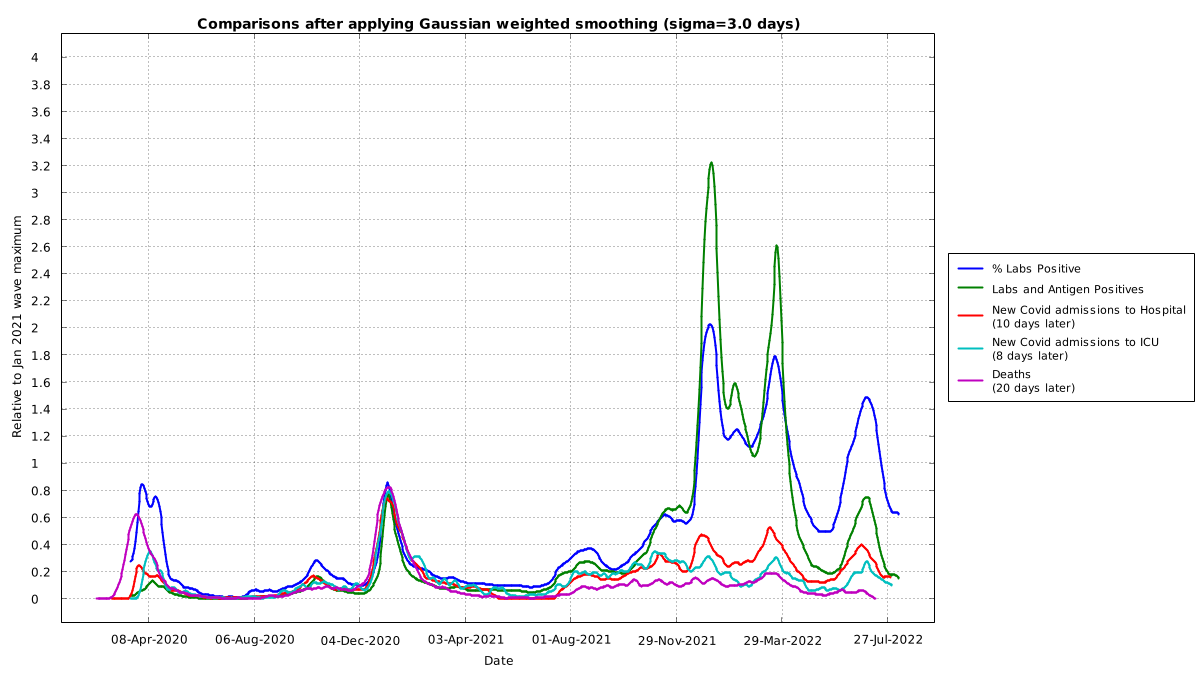 Comparisons after applying Gaussian weighted smoothing (sigma=3.0 days)
Relative to Jan 2021 wave maximum
4
3.8
3.6
3.4
3.2
3
2.8
2.6
2.4
2.2
2
1.8
1.6
1.4
1.2
1
0.8
0.6
0.4
0.2
0
08-Apr-2020
06-Aug-2020
04-Dec-2020
03-Apr-2021
01-Aug-2021
29-Nov-2021
29-Mar-2022
27-Jul-2022
Date
% Labs Positive
Labs and Antigen Positives
New Covid admissions to Hospital
(10 days later)
New Covid admissions to ICU
(8 days later)
Deaths
(20 days later)